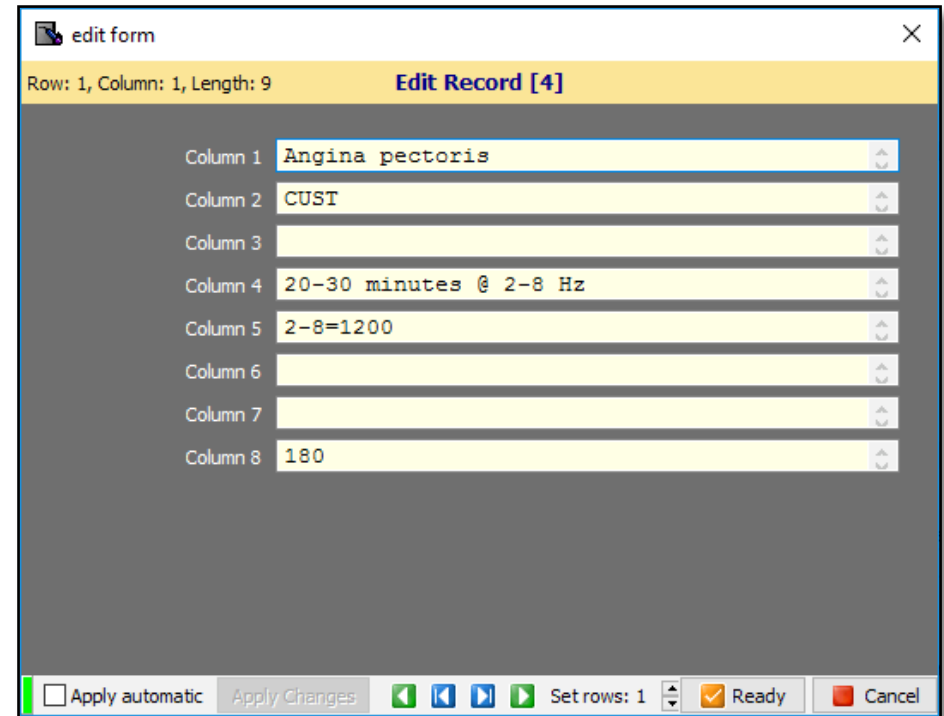 edit form
Row: 1, Column: 1, Length: 9 Edit Record [4]
Column 1 Angina pectoris
Column 2 CUST
Column 3
Column 4 20-30 minutes @ 2-8 Hz
Column 5 2-8=1200
Column 6
Column 7
Column 8 180
Apply automatic Apply Changes Set rows: 1 Ready Cancel